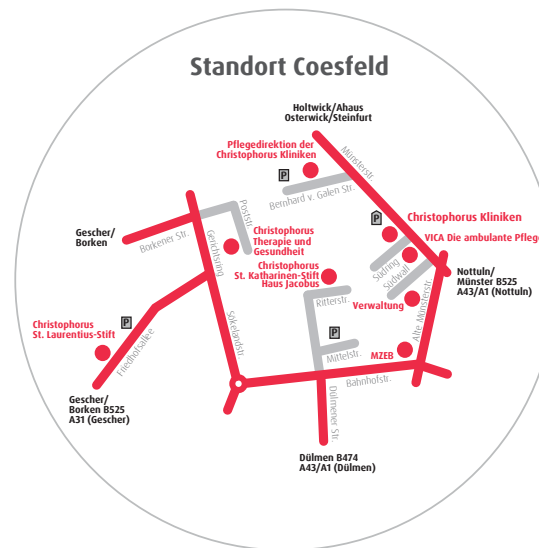 Standort Coesfeld
Holtwick/Ahaus
Osterwick/Steinfurt
Pflegedirektion der
Christophorus Kliniken
P
Münsterstr.
Bernhard v. Galen Str.
Poststr.
P
Christophorus Kliniken
Gescher/
Borken
Borkener Str.
Gerichtsring
Christophorus
Therapie und
Gesundheit
VICA Die ambulante Pflege
Südring
Südwall
Nottuln/
Münster B525
A43/A1 (Nottuln)
Christophorus
St. Katharinen-Stift
Haus Jacobus
Ritterstr.
Verwaltung
Alte Münsterstr.
Sökelandstr.
P
Christophorus
St. Laurentius-Stift
Friedhofsallee
P
Mittelstr.
MZEB
Bahnhofstr.
Gescher/
Borken B525
A31 (Gescher)
Dülmener Str.
Dülmen B474
A43/A1 (Dülmen)